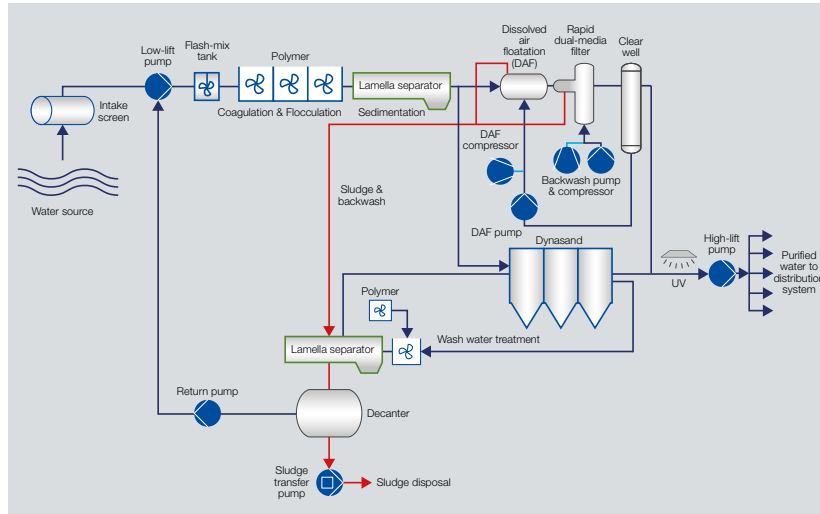 Dissolved
air
floatation
(DAF)
Rapid
dual-media
filter
Clear
well
Low-lift
pump
Flash-mix
tank
Polymer
Lamella separator
Intake
screen
Coagulation & Flocculation
Sedimentation
DAF
compressor
Backwash pump
& compressor
Sludge &
backwash
Water source
DAF pump
Dynasand
High-lift
pump
UV
Purified
water to
distribution
system
Polymer
Wash water treatment
Lamella separator
Return pump
Decanter
Sludge
transfer
pump
Sludge disposal